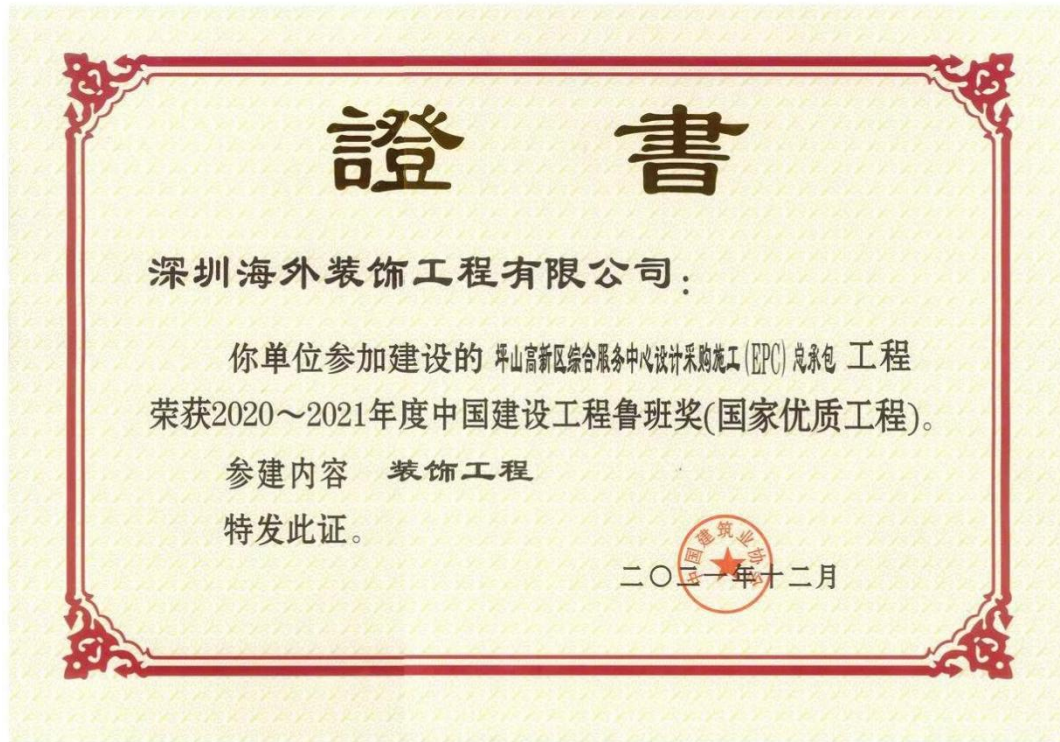 證書
深圳海外装饰工程有限公司：
你单位参加建设的 坪山高新区综合服务中心设计采购施工(EPC)总承包 工程
荣获2020～2021年度中国建设工程鲁班奖(国家优质工程)。
参建内容 装饰工程
特发此证。
中国建筑业协会
二〇二一年十二月